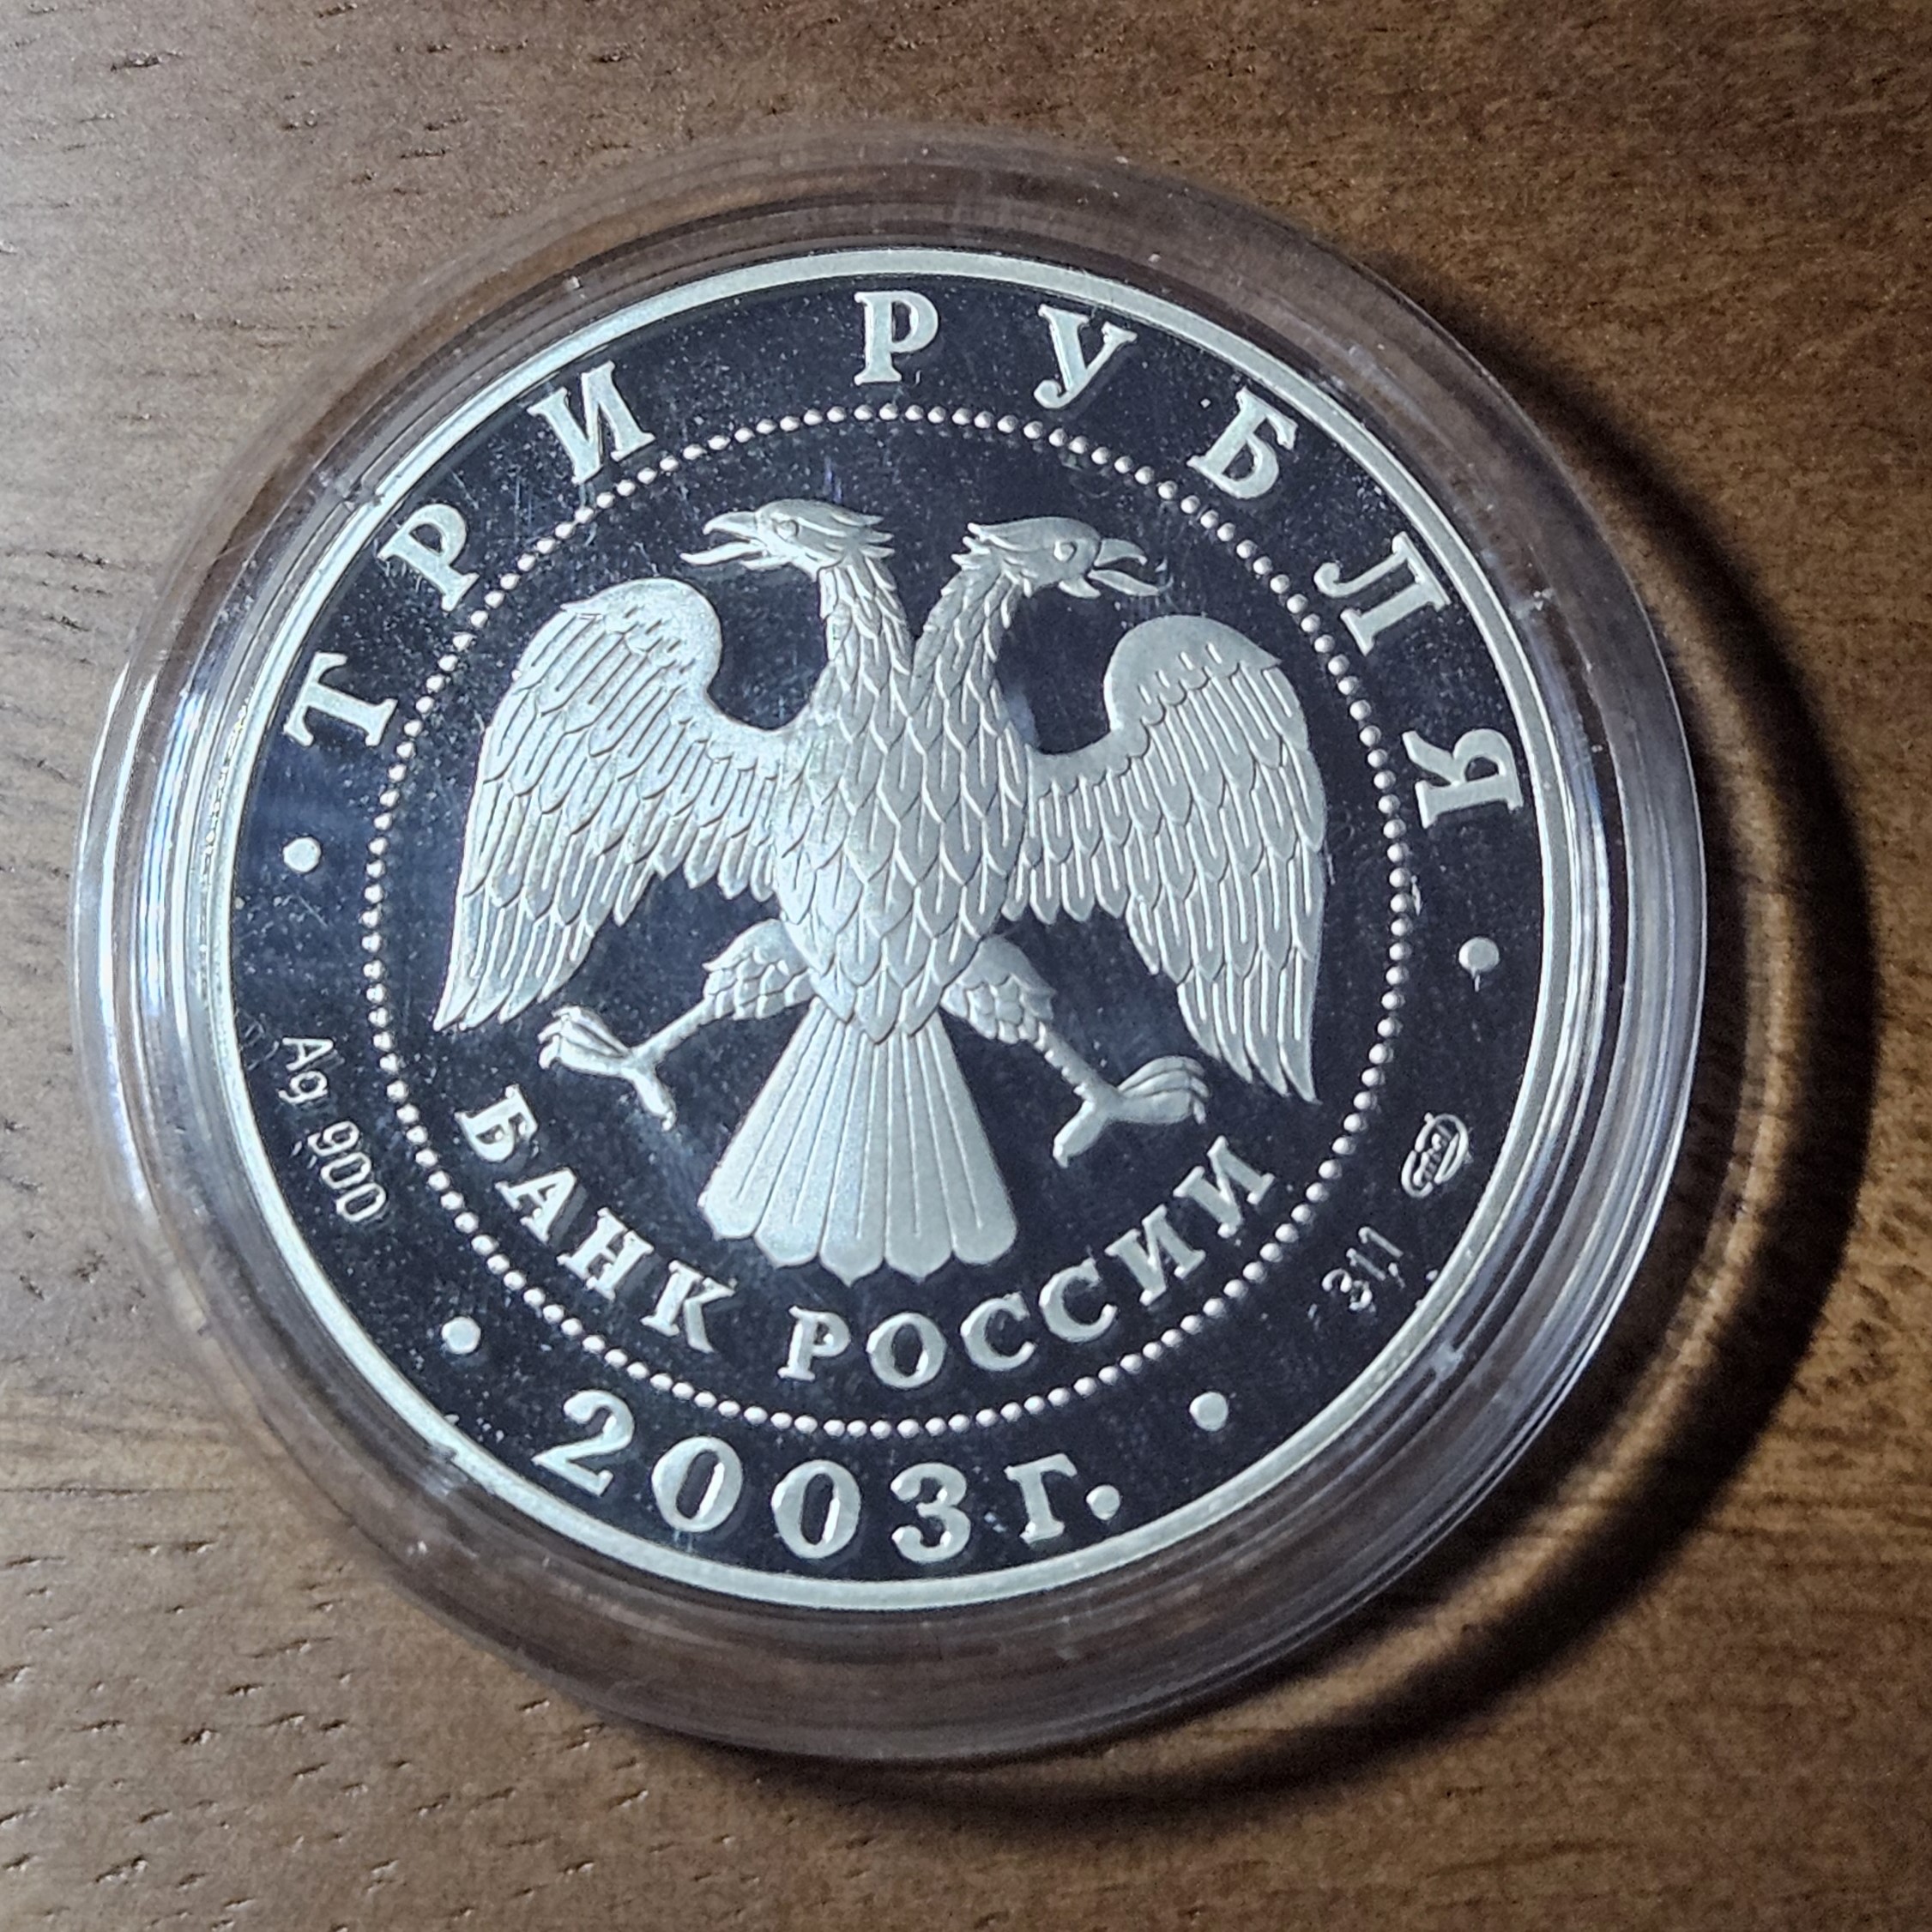 ТРИ РУБЛЯ
БАНК РОССИИ
2003г.
Ag 900
31,1